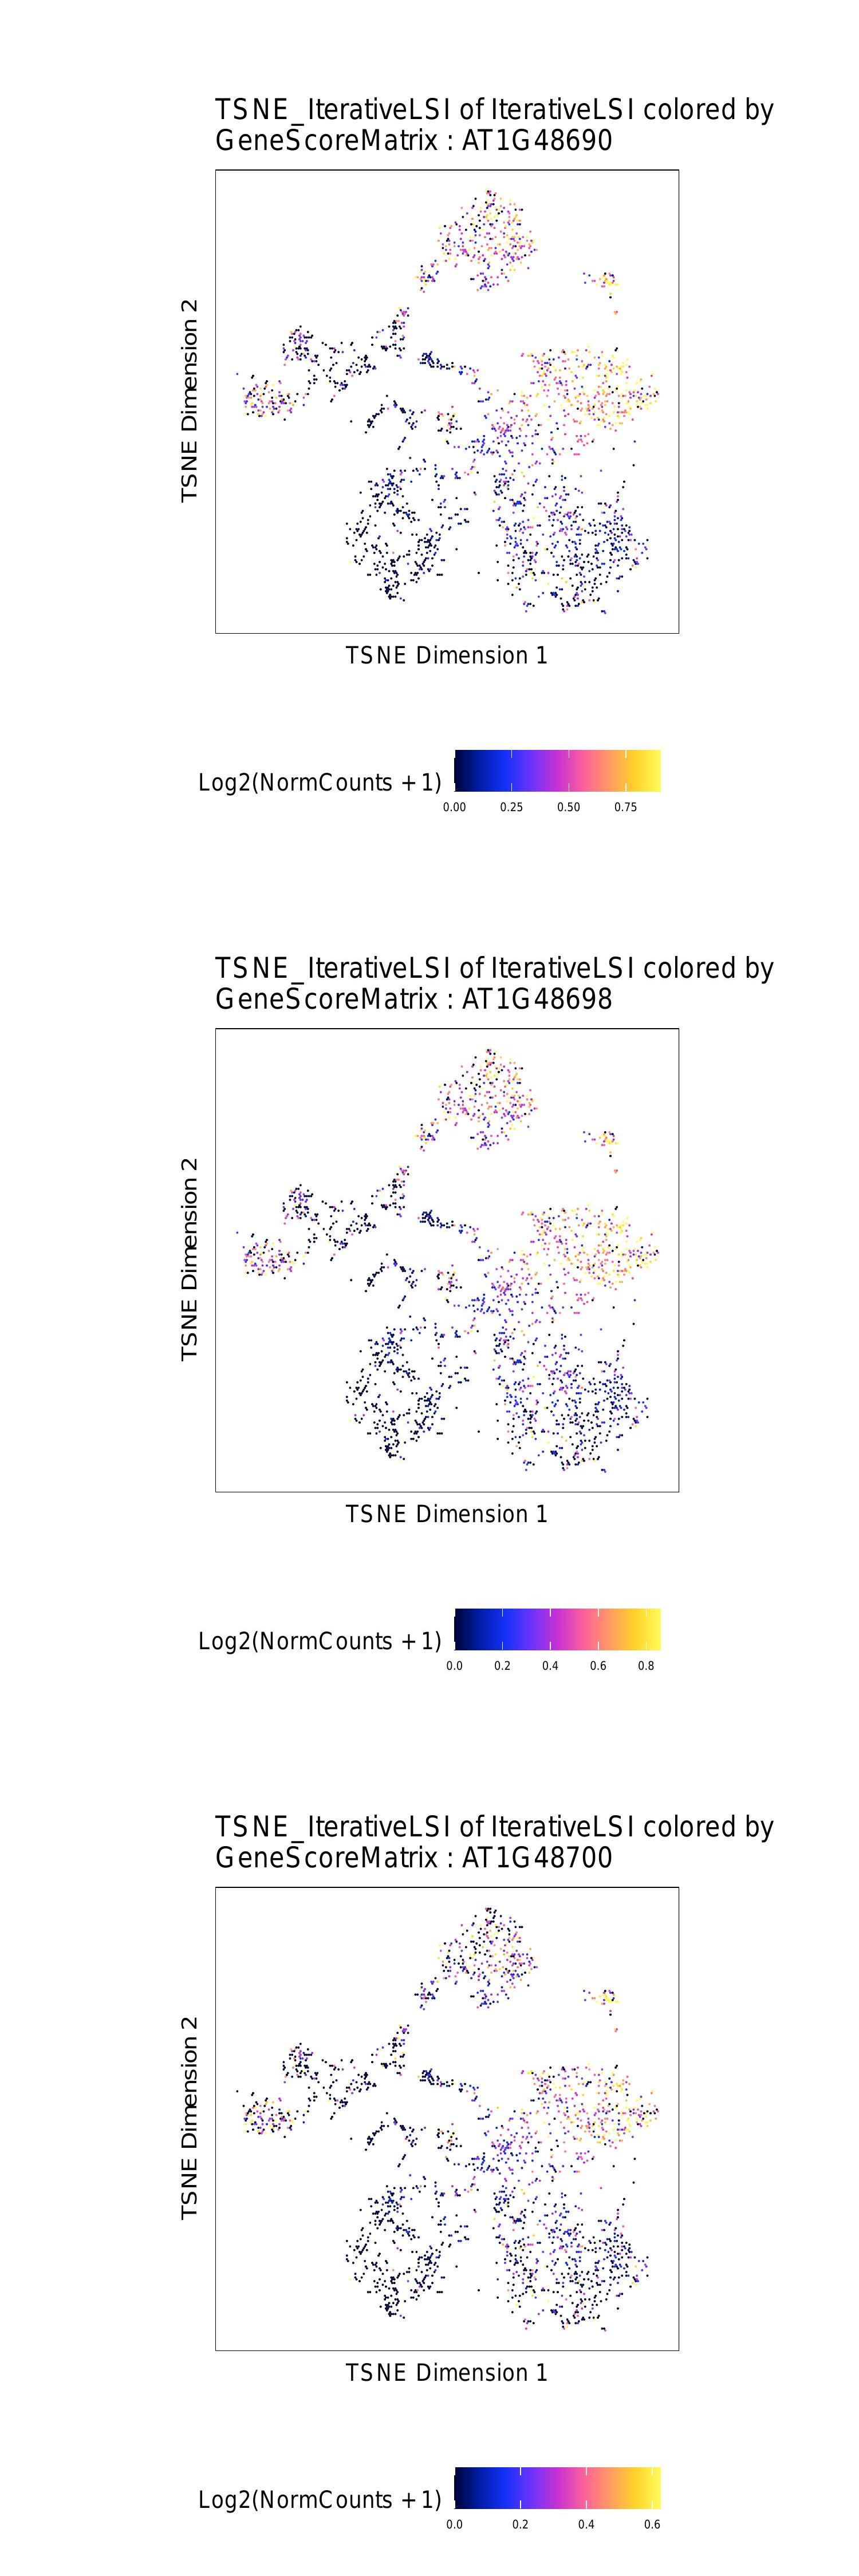 TSNE_IterativeLSI of IterativeLSI colored by
GeneScoreMatrix : AT1G48690
TSNE Dimension 2
TSNE Dimension 1
Log2(NormCounts + 1)
0.00 0.25 0.50 0.75
TSNE_IterativeLSI of IterativeLSI colored by
GeneScoreMatrix : AT1G48698
TSNE Dimension 2
TSNE Dimension 1
Log2(NormCounts + 1)
0.0 0.2 0.4 0.6 0.8
TSNE_IterativeLSI of IterativeLSI colored by
GeneScoreMatrix : AT1G48700
TSNE Dimension 2
TSNE Dimension 1
Log2(NormCounts + 1)
0.0 0.2 0.4 0.6